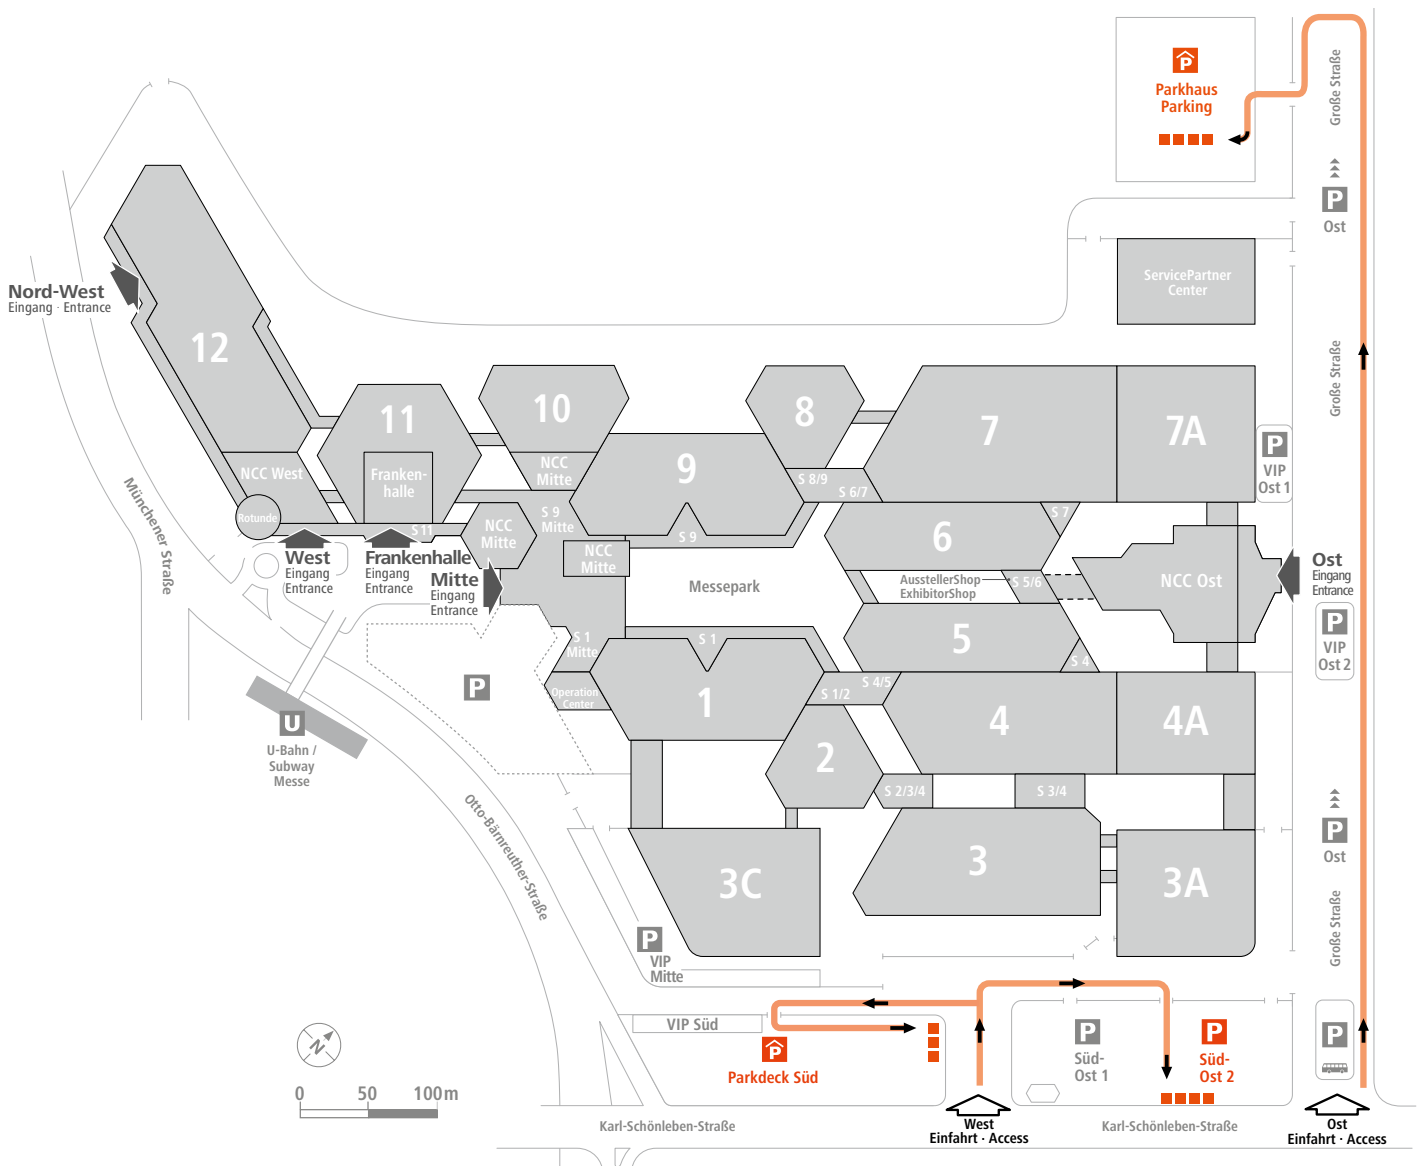 P
Parkhaus
Parking
Große Straße
P
Ost
ServicePartner
Center
Nord-West
Eingang · Entrance
12
11
10
8
7
7A
Große Straße
Franken-
halle
NCC West
Rotunde
NCC
Mitte
9
S 8/9
S 6/7
P
VIP
Ost 1
S 11
NCC
Mitte
S 9
Mitte
NCC
Mitte
S 9
6
S 7
Münchener Straße
West
Eingang
Entrance
Frankenhalle
Eingang
Entrance
Mitte
Eingang
Entrance
Messepark
AusstellerShop
ExhibitorShop
S 5/6
NCC Ost
Ost
Eingang
Entrance
P
VIP
Ost 2
S 1
Mitte
S 1
5
S 4
P
Operation
Center
1
S 1/2
S 4/5
4
4A
U
U-Bahn /
Subway
Messe
2
S 2/3/4
S 3/4
P
Ost
Otto-Bärnreuther-Straße
3C
3
3A
Große Straße
P
VIP
Mitte
VIP Süd
P
Parkdeck Süd
P
Süd-
Ost 1
P
Süd-
Ost 2
P
N
0 50 100 m
Karl-Schönleben-Straße
West
Einfahrt · Access
Karl-Schönleben-Straße
Ost
Einfahrt · Access